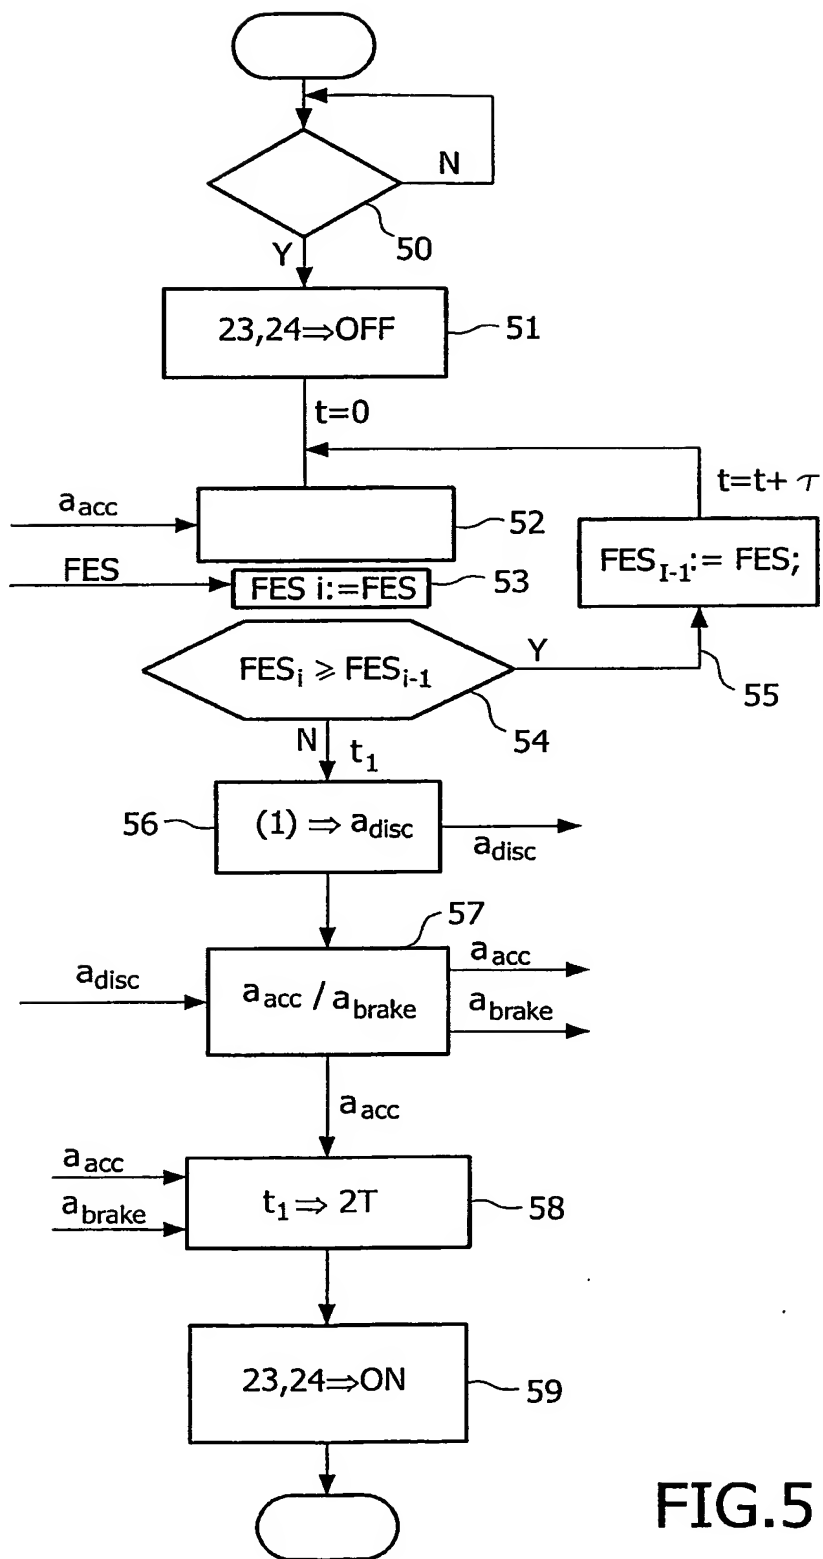 N
50
Y
23,24⇒OFF
51
t=0
t=t+ τ
a_acc
52
FES_I-1:= FES;
FES
FES i:=FES
53
FES_i ⩾ FES_i-1
Y
55
54
N
t_1
56
(1) ⇒ a_disc
a_disc
57
a_disc
a_acc / a_brake
a_acc
a_brake
a_acc
a_acc
a_brake
t_1⇒ 2T
58
23,24⇒ON
59
FIG.5